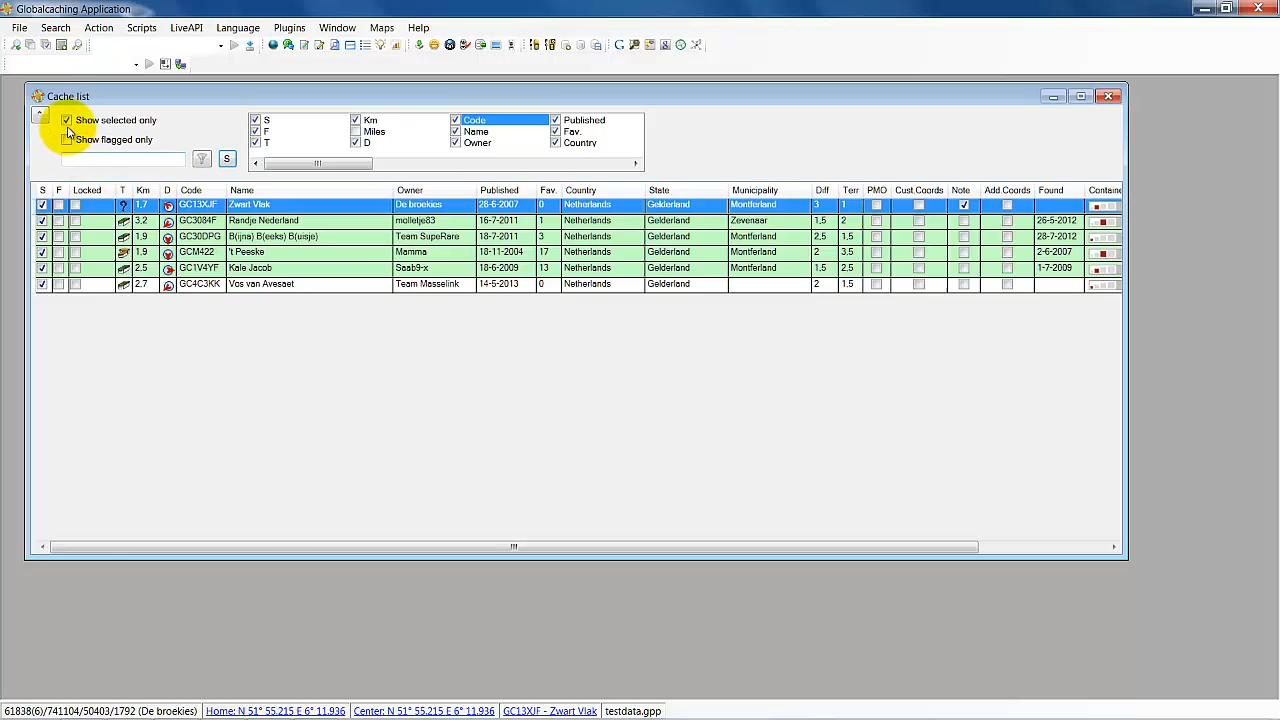 Globalcaching Application
File Search Action Scripts LiveAPI Language Plugins Window Maps Help
Cache list
Show selected only
Show flagged only
S
S Km Code Published
F Miles Name Fav.
T D Owner Country
S F Locked T Km D Code Name Owner Published Fav. Country State Municipality Diff Terr PMO Cust.Coords Note Add.Coords Found Containe
1,7 GC13XJF Zwart Vlak De broekies 28-6-2007 0 Netherlands Gelderland Montferland 3 1
3,2 GC3084F Randje Nederland molletje83 16-7-2011 1 Netherlands Gelderland Zevenaar 1,5 2 26-5-2012
1,9 GC30DPG B(ijna) B(eeks) B(uisje) Team SupeRare 18-7-2011 3 Netherlands Gelderland Montferland 2,5 1,5 28-7-2012
1,9 GCM422 't Peeske Mamma 18-11-2004 17 Netherlands Gelderland Montferland 2 3,5 2-6-2007
2,5 GC1V4YF Kale Jacob Saab9-x 18-6-2009 13 Netherlands Gelderland Montferland 1,5 2,5 1-7-2009
2,7 GC4C3KK Vos van Avesaet Team Masselink 14-5-2013 0 Netherlands Gelderland 2 1,5
61838(6)/741104/50403/1792 (De broekies) Home: N 51° 55.215 E 6° 11.936 Center: N 51° 55.215 E 6° 11.936 GC13XJF - Zwart Vlak testdata.gpp